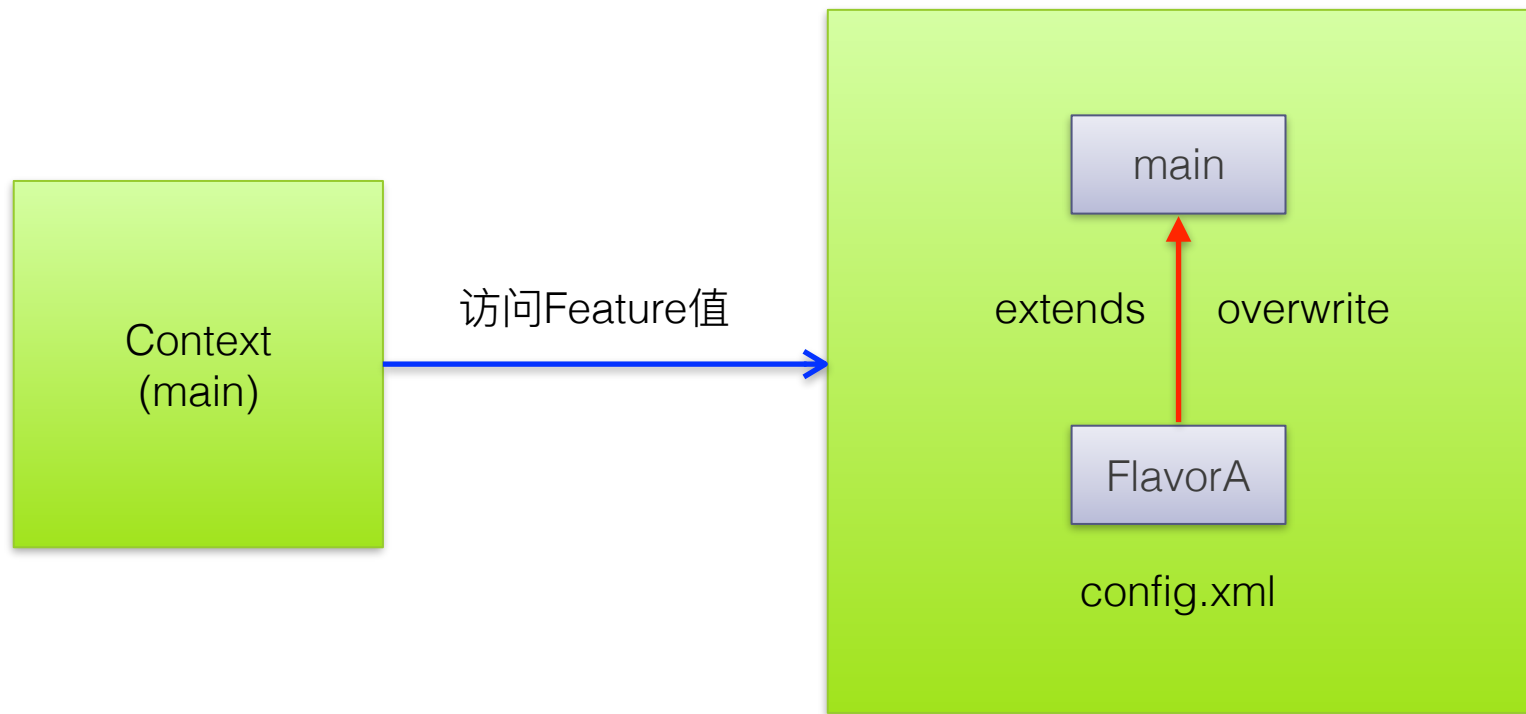 Context
(main)
访问Feature值
main
extends
overwrite
FlavorA
config.xml